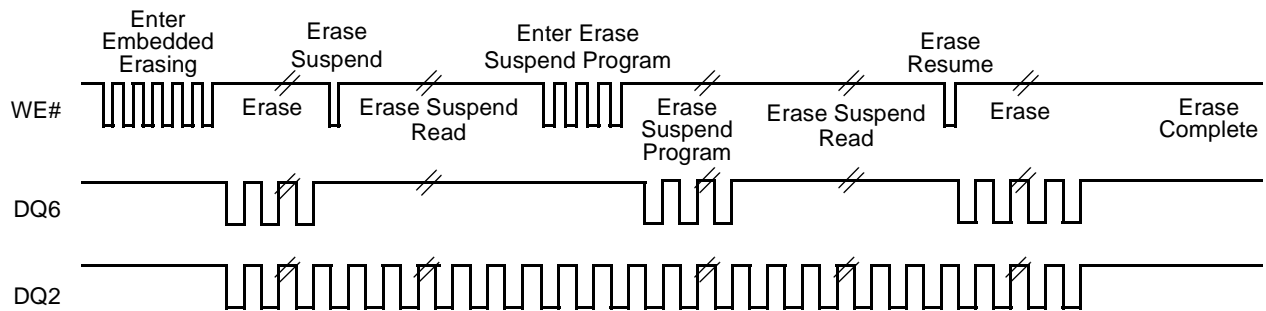 Enter
Embedded
Erasing
Erase
Suspend
Enter Erase
Suspend Program
Erase
Resume
WE#
Erase
Erase Suspend
Read
Erase
Suspend
Program
Erase Suspend
Read
Erase
Erase
Complete
DQ6
DQ2